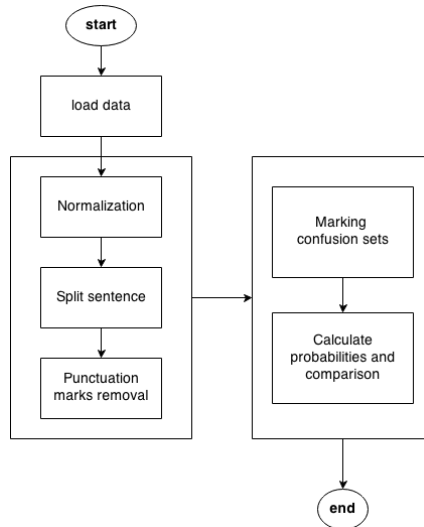 start
load data
Normalization
Split sentence
Punctuation
marks removal
Marking
confusion sets
Calculate
probabilities and
comparison
end